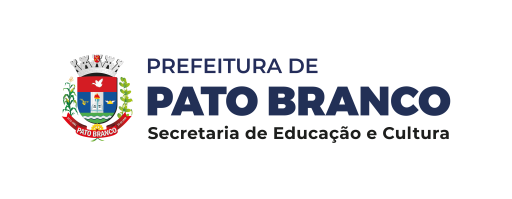 PREFEITURA DE
PATO BRANCO
Secretaria de Educação e Cultura
PATO BRANCO